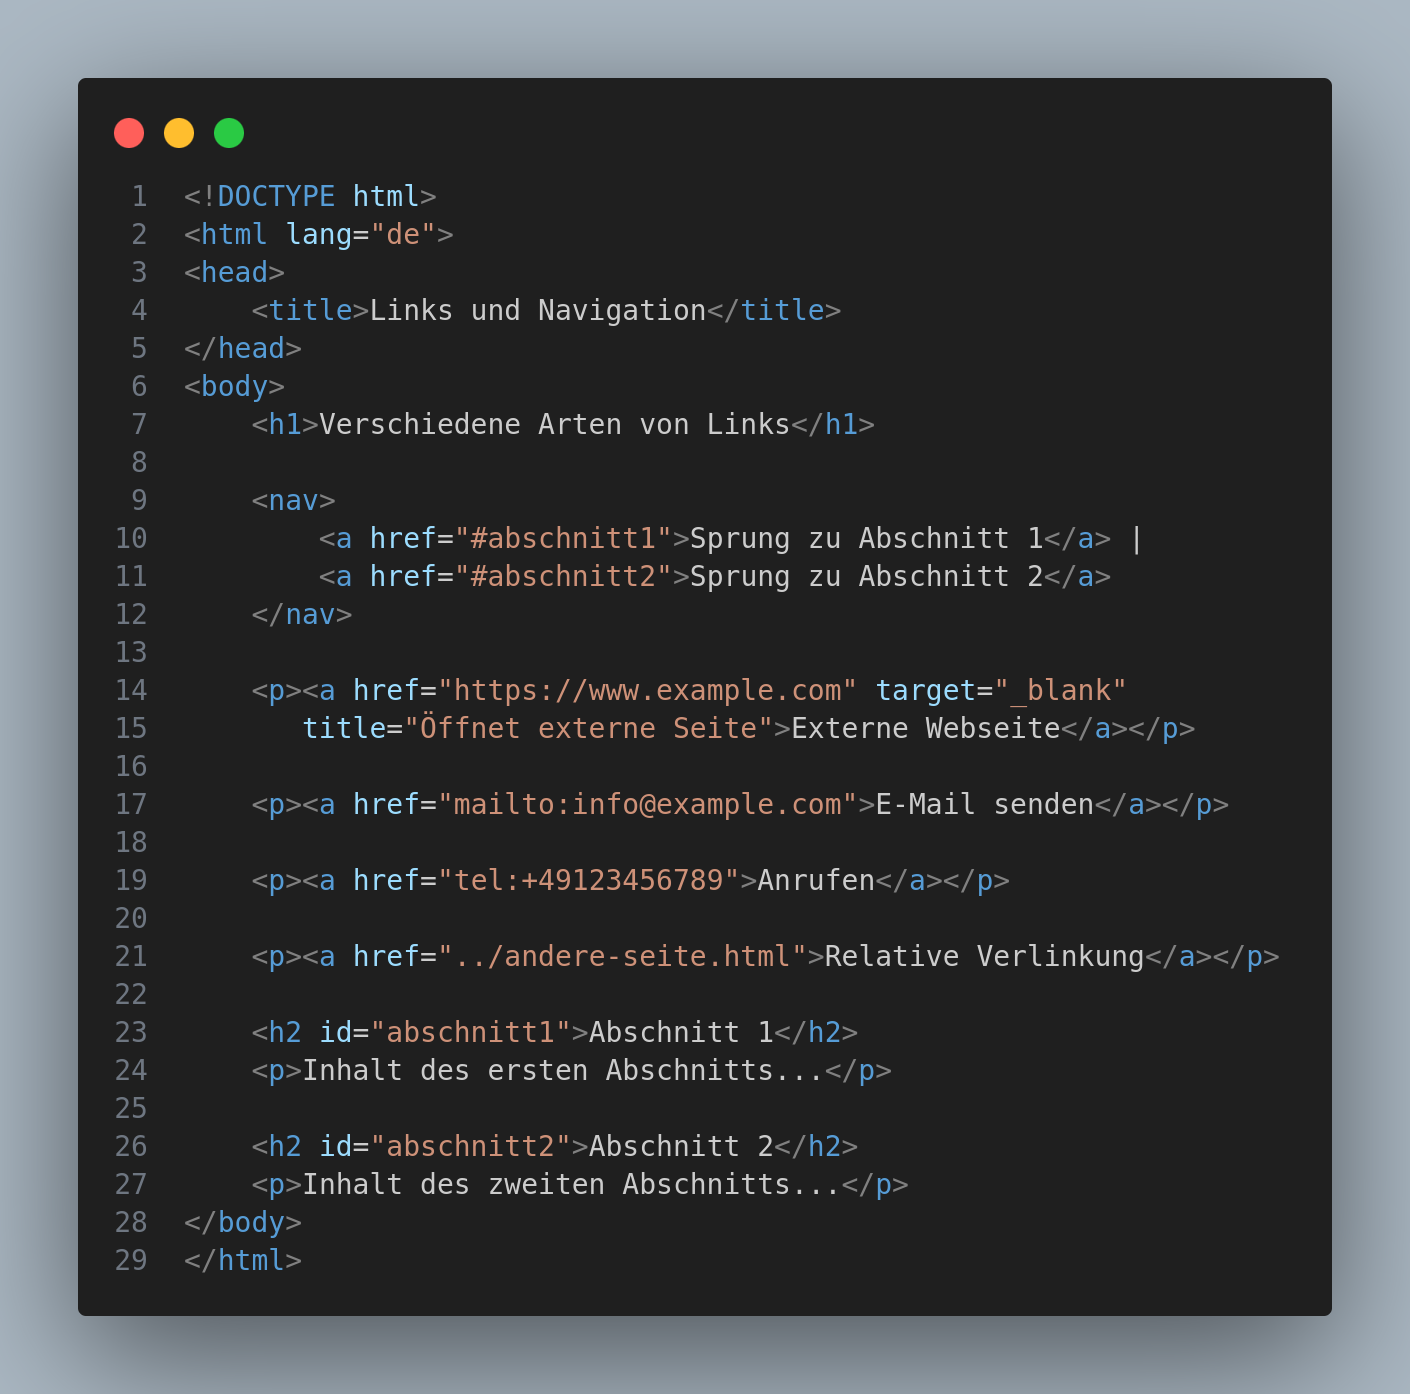 1 <!DOCTYPE html>
2 <html lang="de">
3 <head>
4     <title>Links und Navigation</title>
5 </head>
6 <body>
7     <h1>Verschiedene Arten von Links</h1>
8
9     <nav>
10         <a href="#abschnitt1">Sprung zu Abschnitt 1</a> |
11         <a href="#abschnitt2">Sprung zu Abschnitt 2</a>
12     </nav>
13
14     <p><a href="https://www.example.com" target="_blank"
15        title="Öffnet externe Seite">Externe Webseite</a></p>
16
17     <p><a href="mailto:info@example.com">E-Mail senden</a></p>
18
19     <p><a href="tel:+49123456789">Anrufen</a></p>
20
21     <p><a href="../andere-seite.html">Relative Verlinkung</a></p>
22
23     <h2 id="abschnitt1">Abschnitt 1</h2>
24     <p>Inhalt des ersten Abschnitts...</p>
25
26     <h2 id="abschnitt2">Abschnitt 2</h2>
27     <p>Inhalt des zweiten Abschnitts...</p>
28 </body>
29 </html>